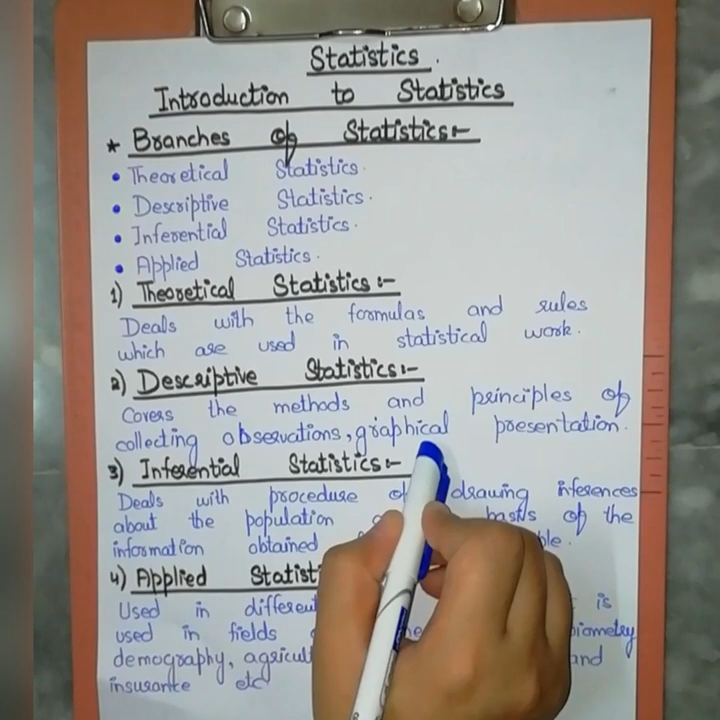 Statistics.
Introduction to Statistics
* Branches of Statistics:-
• Theoretical Statistics.
• Descriptive Statistics.
• Inferential Statistics.
• Applied Statistics.
1) Theoretical Statistics:-
Deals with the formulas and rules
which are used in statistical work.
2) Descriptive Statistics:-
Covers the methods and principles of
collecting observations, graphical presentation.
3) Inferential Statistics:-
Deals with procedure of drawing inferences
about the population basis of the
information obtained
4) Applied
Used in is
used in fields biometry
demography, and
insurance etc